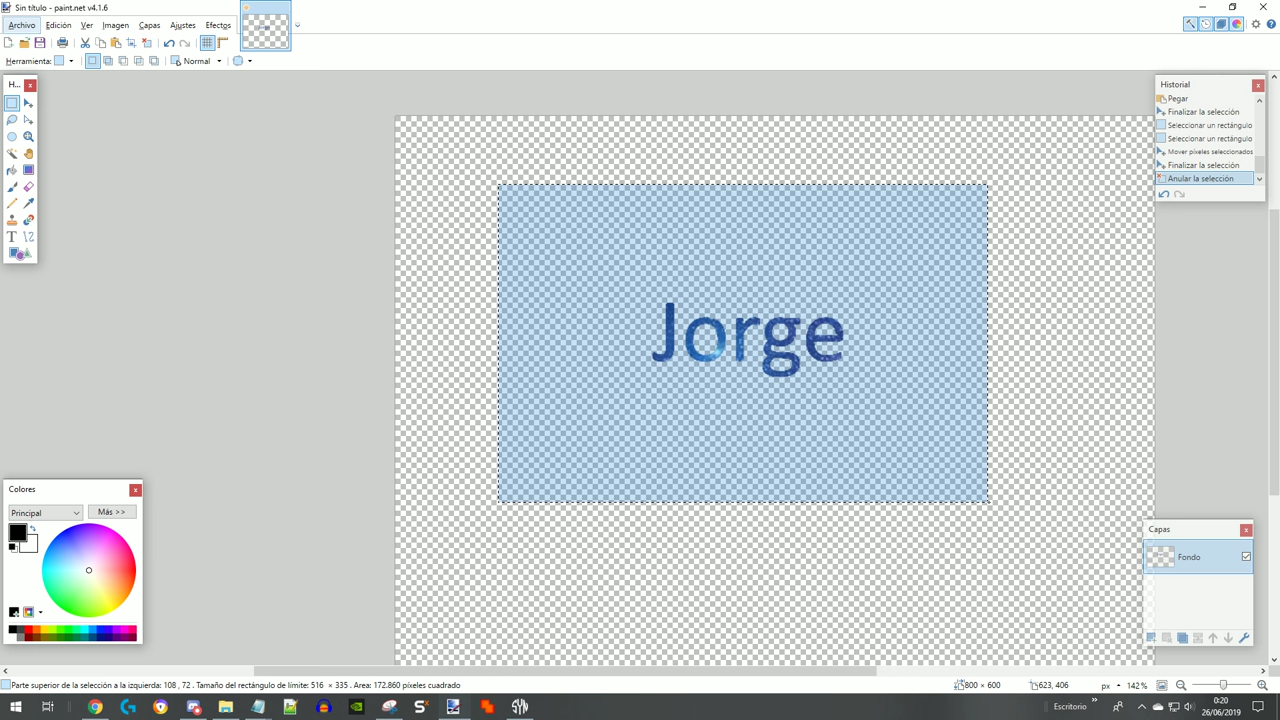 Sin título - paint.net v4.1.6
Archivo Edición Ver Imagen Capas Ajustes Efectos
Herramienta: Normal
H...
Historial
Pegar
Finalizar la selección
Seleccionar un rectángulo
Seleccionar un rectángulo
Mover píxeles seleccionados
Finalizar la selección
Anular la selección
Jorge
Colores
Principal Más >>
Capas
Fondo
Parte superior de la selección a la izquierda: 108 , 72 . Tamaño del rectángulo de límite: 516 × 335 . Área: 172.860 píxeles cuadrado
800 × 600 623, 406 px 142 %
Escritorio
0:20
26/06/2019